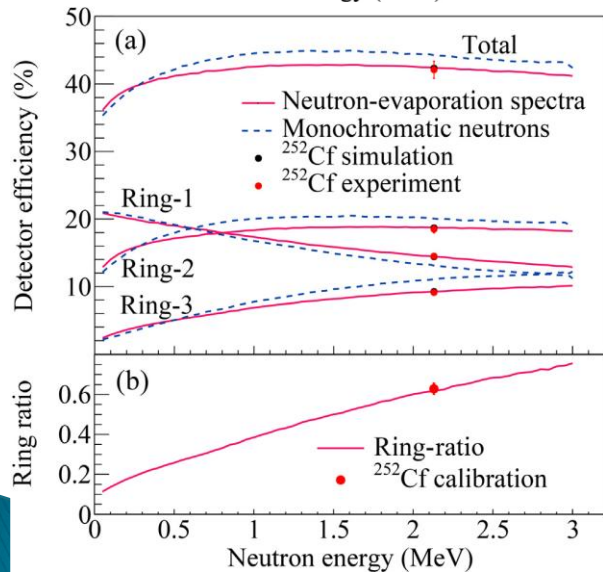 50
(a)
Total
40
Neutron-evaporation spectra
Monochromatic neutrons
30
²⁵²Cf simulation
²⁵²Cf experiment
Ring-1
20
Ring-2
10
Ring-3
Detector efficiency (%)
(b)
0.6
0.4
Ring-ratio
0.2
²⁵²Cf calibration
0
Ring ratio
0 0.5 1 1.5 2 2.5 3
Neutron energy (MeV)